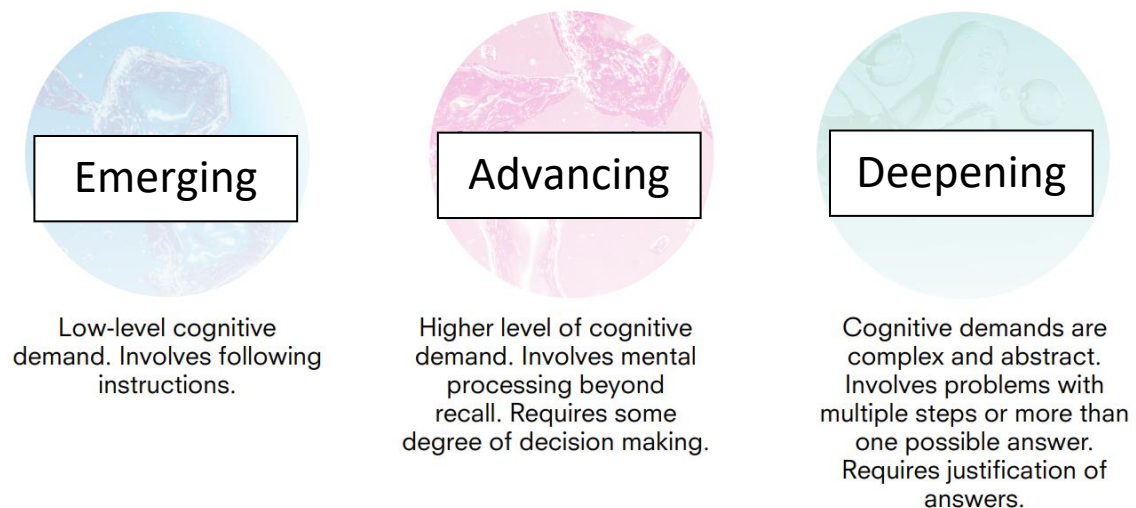 Emerging
Low-level cognitive
demand. Involves following
instructions.
Advancing
Higher level of cognitive
demand. Involves mental
processing beyond
recall. Requires some
degree of decision making.
Deepening
Cognitive demands are
complex and abstract.
Involves problems with
multiple steps or more than
one possible answer.
Requires justification of
answers.